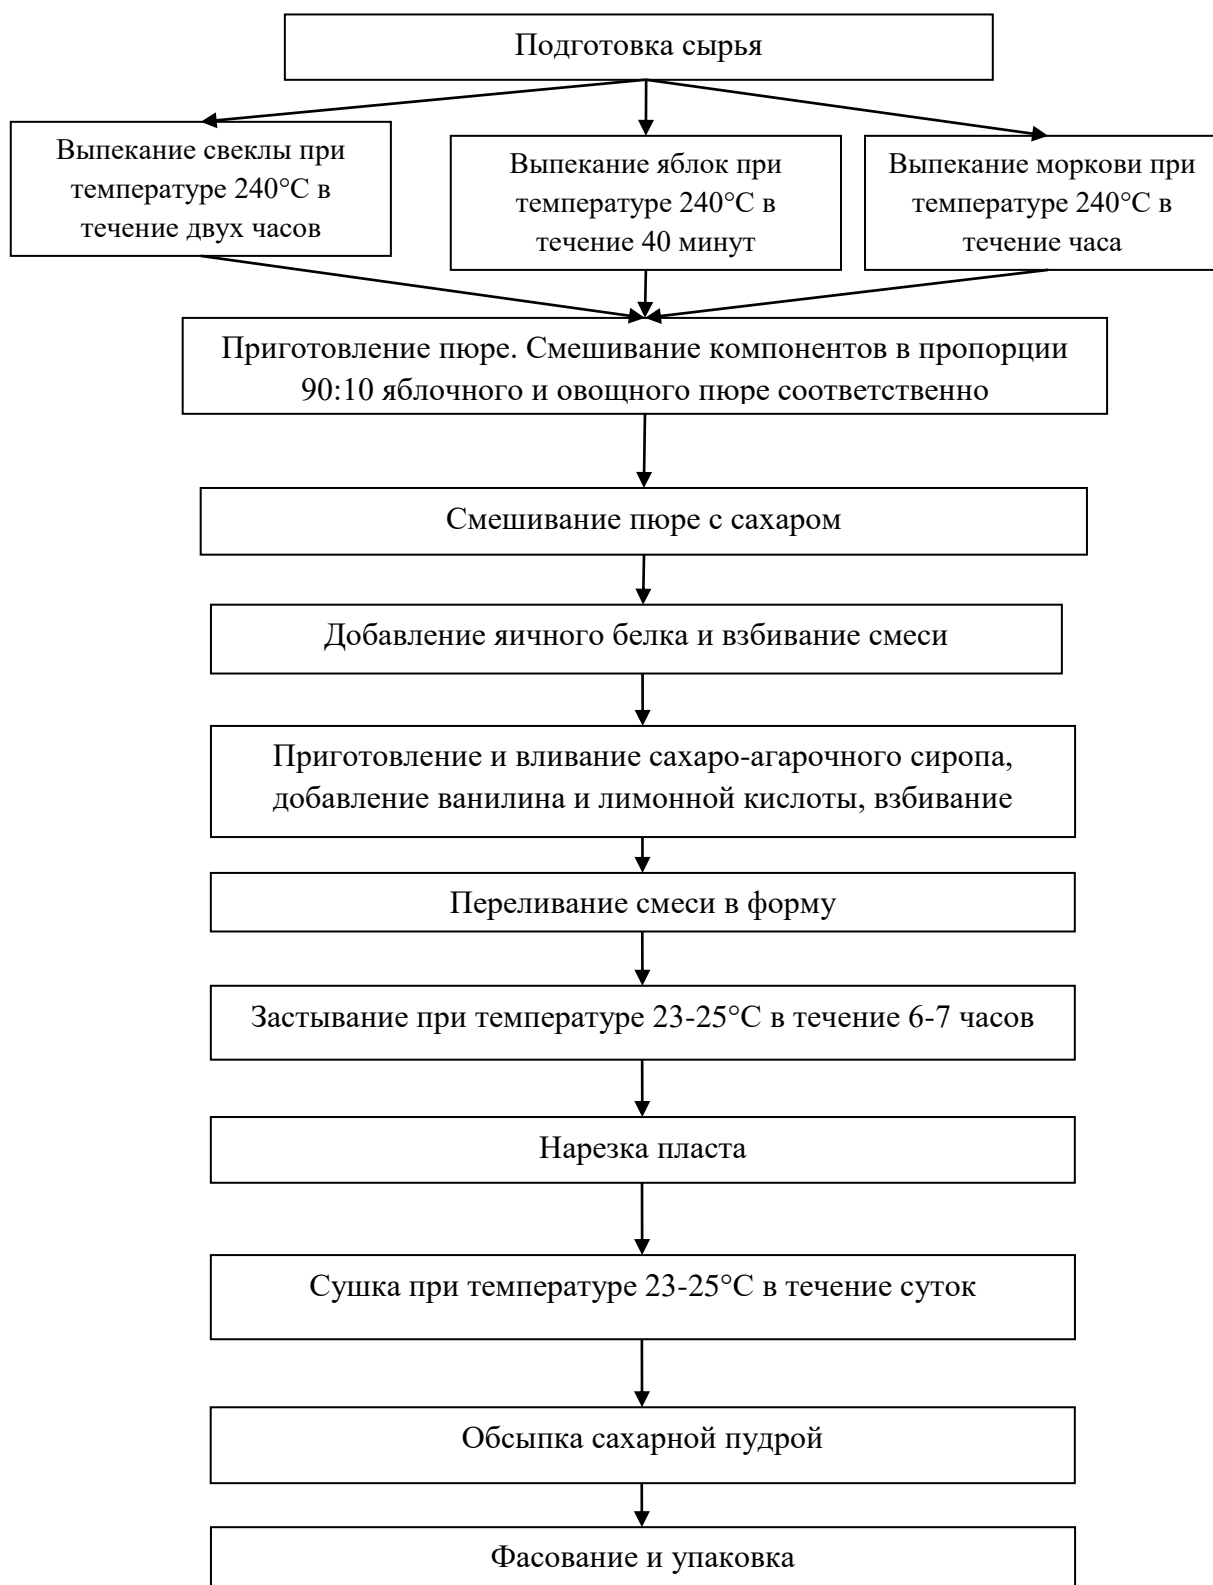 Подготовка сырья
Выпекание свеклы при
температуре 240°С в
течение двух часов
Выпекание яблок при
температуре 240°С в
течение 40 минут
Выпекание моркови при
температуре 240°С в
течение часа
Приготовление пюре. Смешивание компонентов в пропорции
90:10 яблочного и овощного пюре соответственно
Смешивание пюре с сахаром
Добавление яичного белка и взбивание смеси
Приготовление и вливание сахаро-агарочного сиропа,
добавление ванилина и лимонной кислоты, взбивание
Переливание смеси в форму
Застывание при температуре 23-25°С в течение 6-7 часов
Нарезка пласта
Сушка при температуре 23-25°С в течение суток
Обсыпка сахарной пудрой
Фасование и упаковка